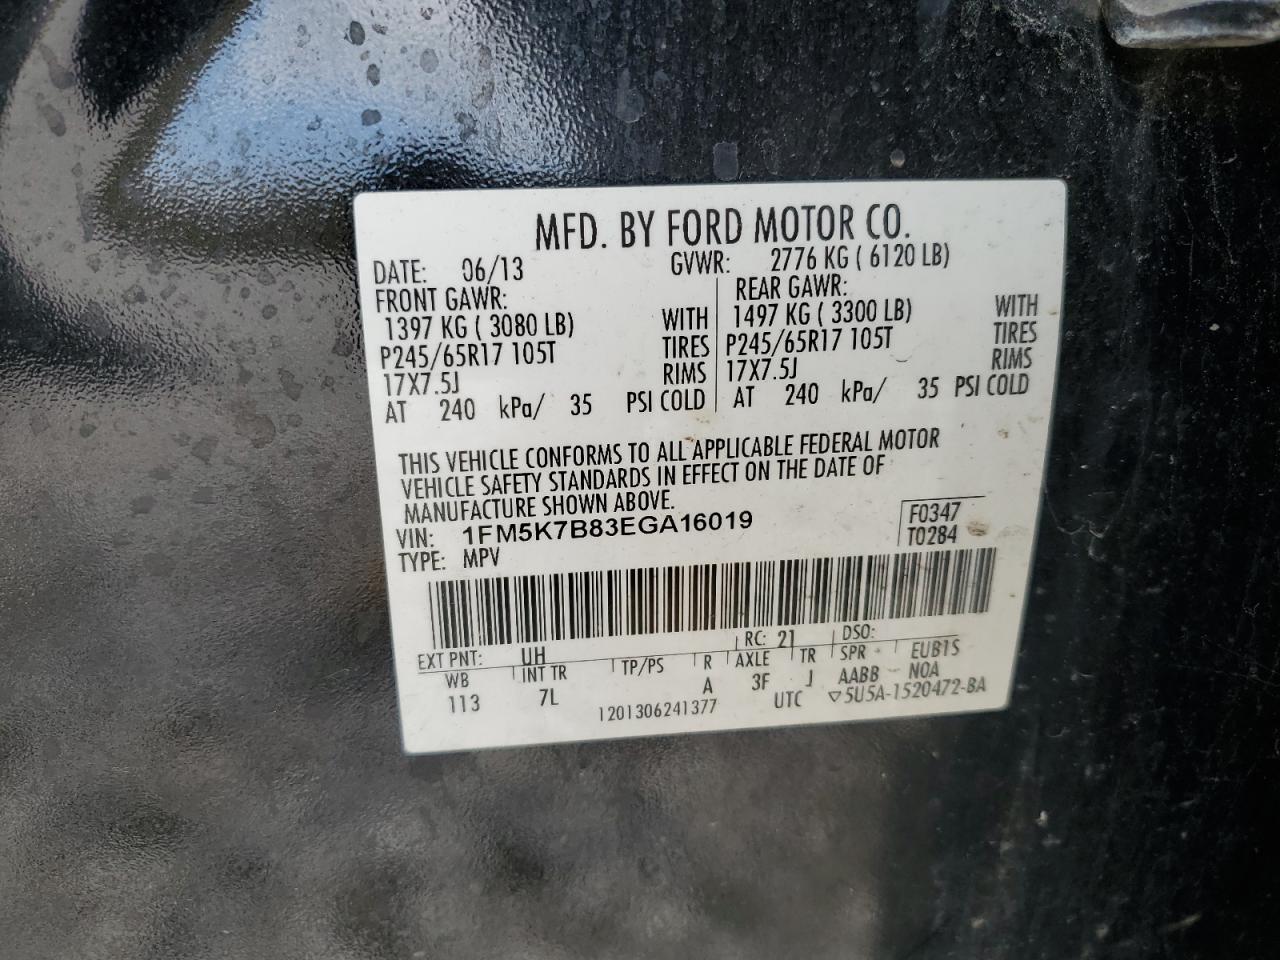 MFD. BY FORD MOTOR CO.
DATE: 06/13 GVWR: 2776 KG ( 6120 LB)
FRONT GAWR: REAR GAWR:
1397 KG ( 3080 LB) WITH 1497 KG ( 3300 LB) WITH
P245/65R17 105T TIRES P245/65R17 105T TIRES
17X7.5J RIMS 17X7.5J RIMS
AT 240 kPa/ 35 PSI COLD AT 240 kPa/ 35 PSI COLD
THIS VEHICLE CONFORMS TO ALL APPLICABLE FEDERAL MOTOR
VEHICLE SAFETY STANDARDS IN EFFECT ON THE DATE OF
MANUFACTURE SHOWN ABOVE.
VIN: 1FM5K7B83EGA16019 F0347
TYPE: MPV T0284
EXT PNT: UH RC: 21 DSO:
WB INT TR TP/PS R AXLE TR SPR EUB1S
113 7L A 3F J AABB NOA
1201306241377 UTC ▽5U5A-1520472-BA